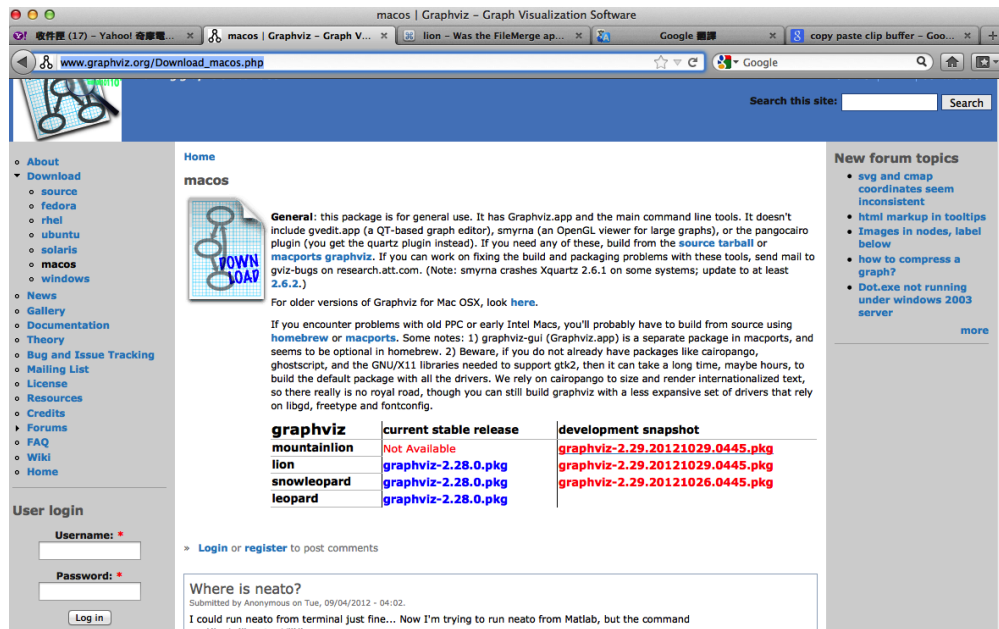 macos | Graphviz – Graph Visualization Software
收件匣 (17) – Yahoo! 奇摩電...
macos | Graphviz – Graph V...
lion – Was the FileMerge ap...
Google 翻譯
copy paste clip buffer – Goo...
www.graphviz.org/Download_macos.php
Google
Search this site:
Search
About
Download
source
fedora
rhel
ubuntu
solaris
macos
windows
News
Gallery
Documentation
Theory
Bug and Issue Tracking
Mailing List
License
Resources
Credits
Forums
FAQ
Wiki
Home
User login
Username: *
Password: *
Log in
Home
macos
DOWN
LOAD
General: this package is for general use. It has Graphviz.app and the main command line tools. It doesn't
include gvedit.app (a QT-based graph editor), smyrna (an OpenGL viewer for large graphs), or the pangocairo
plugin (you get the quartz plugin instead). If you need any of these, build from the source tarball or
macports graphviz. If you can work on fixing the build and packaging problems with these tools, send mail to
gviz-bugs on research.att.com. (Note: smyrna crashes Xquartz 2.6.1 on some systems; update to at least
2.6.2.)
For older versions of Graphviz for Mac OSX, look here.
If you encounter problems with old PPC or early Intel Macs, you'll probably have to build from source using
homebrew or macports. Some notes: 1) graphviz-gui (Graphviz.app) is a separate package in macports, and
seems to be optional in homebrew. 2) Beware, if you do not already have packages like cairopango,
ghostscript, and the GNU/X11 libraries needed to support gtk2, then it can take a long time, maybe hours, to
build the default package with all the drivers. We rely on cairopango to size and render internationalized text,
so there really is no royal road, though you can still build graphviz with a less expansive set of drivers that rely
on libgd, freetype and fontconfig.
graphviz current stable release development snapshot
mountainlion Not Available graphviz-2.29.20121029.0445.pkg
lion graphviz-2.28.0.pkg graphviz-2.29.20121029.0445.pkg
snowleopard graphviz-2.28.0.pkg graphviz-2.29.20121026.0445.pkg
leopard graphviz-2.28.0.pkg
» Login or register to post comments
Where is neato?
Submitted by Anonymous on Tue, 09/04/2012 - 04:02.
I could run neato from terminal just fine... Now I'm trying to run neato from Matlab, but the command
New forum topics
svg and cmap
coordinates seem
inconsistent
html markup in tooltips
Images in nodes, label
below
how to compress a
graph?
Dot.exe not running
under windows 2003
server
more